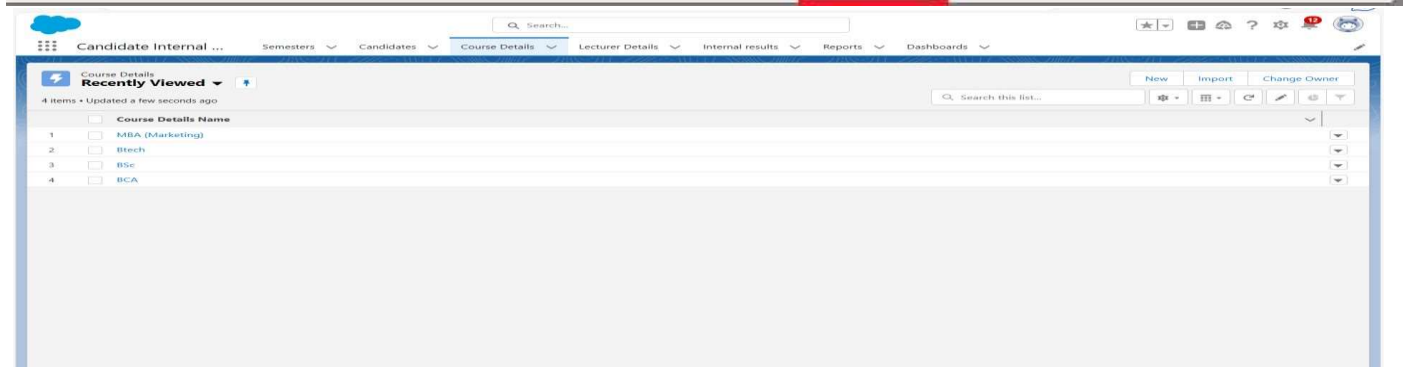 Search...
12
Candidate Internal ... Semesters Candidates Course Details Lecturer Details Internal results Reports Dashboards
Course Details
Recently Viewed
New Import Change Owner
4 items • Updated a few seconds ago
Search this list...
Course Details Name
1 MBA (Marketing)
2 Btech
3 BSc
4 BCA